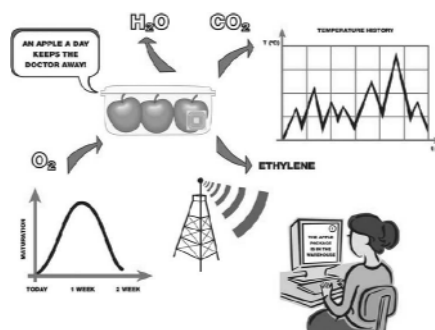 H₂O
CO₂
AN APPLE A DAY
KEEPS THE
DOCTOR AWAY!
TEMPERATURE HISTORY
T (°C)
t
O₂
ETHYLENE
MATURATION
TODAY
1 WEEK
2 WEEK
THE APPLE
PACKAGE
IS IN THE
WAREHOUSE